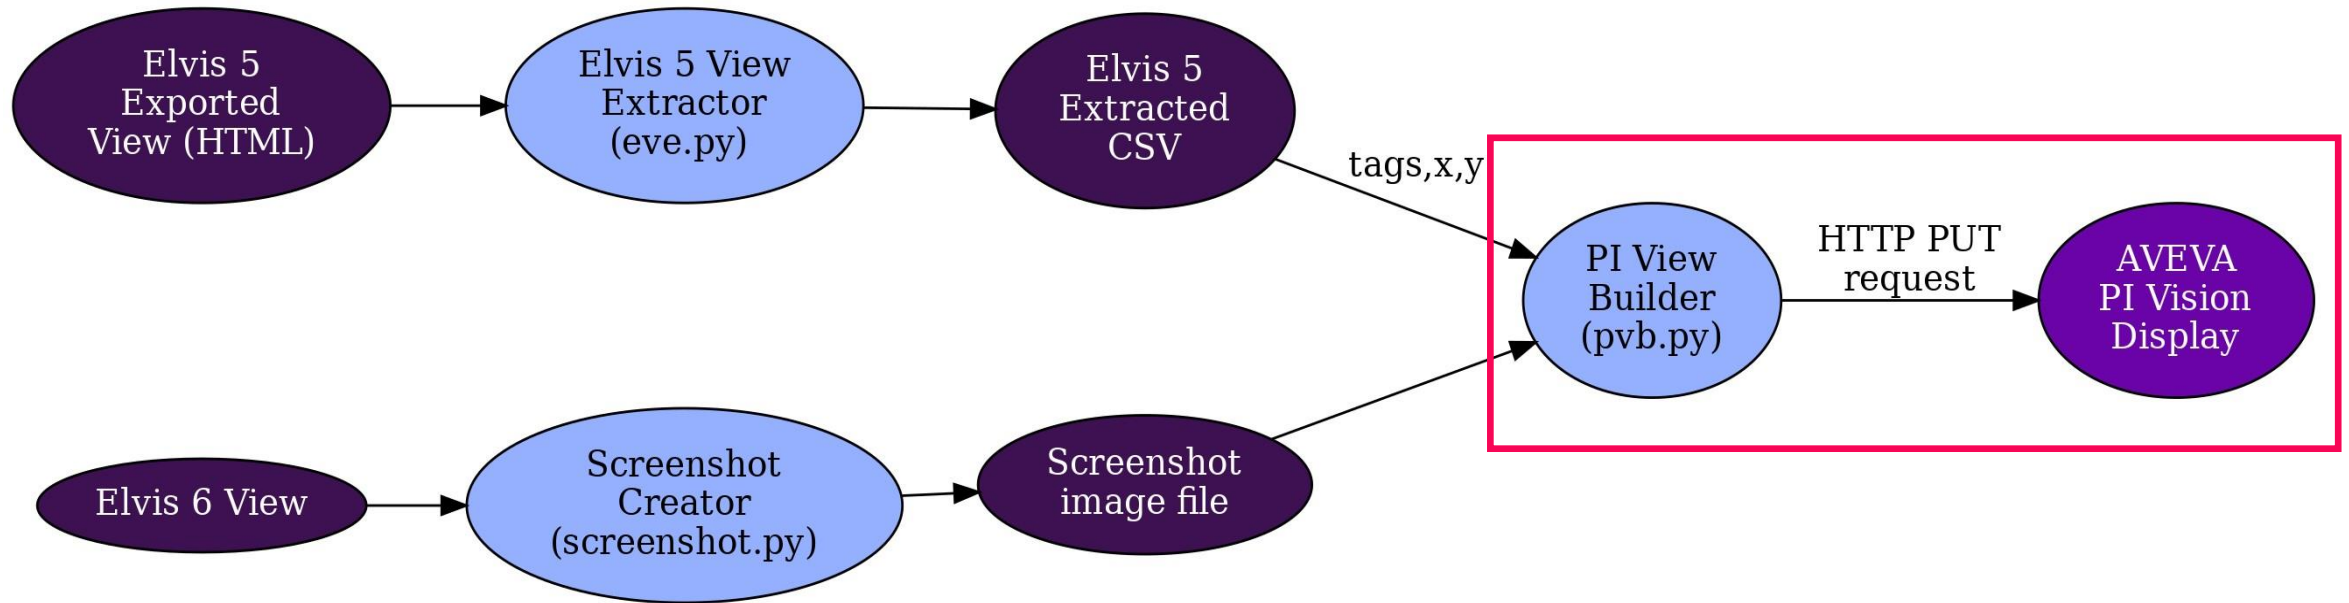 Elvis 5
Exported
View (HTML)
Elvis 5 View
Extractor
(eve.py)
Elvis 5
Extracted
CSV
tags,x,y
PI View
Builder
(pvb.py)
HTTP PUT
request
AVEVA
PI Vision
Display
Elvis 6 View
Screenshot
Creator
(screenshot.py)
Screenshot
image file